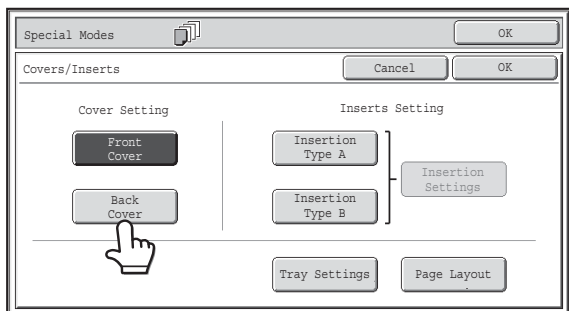 Special Modes
OK
Covers/Inserts
Cancel
OK
Cover Setting
Inserts Setting
Front
Cover
Insertion
Type A
Insertion
Settings
Back
Cover
Insertion
Type B
Tray Settings
Page Layout